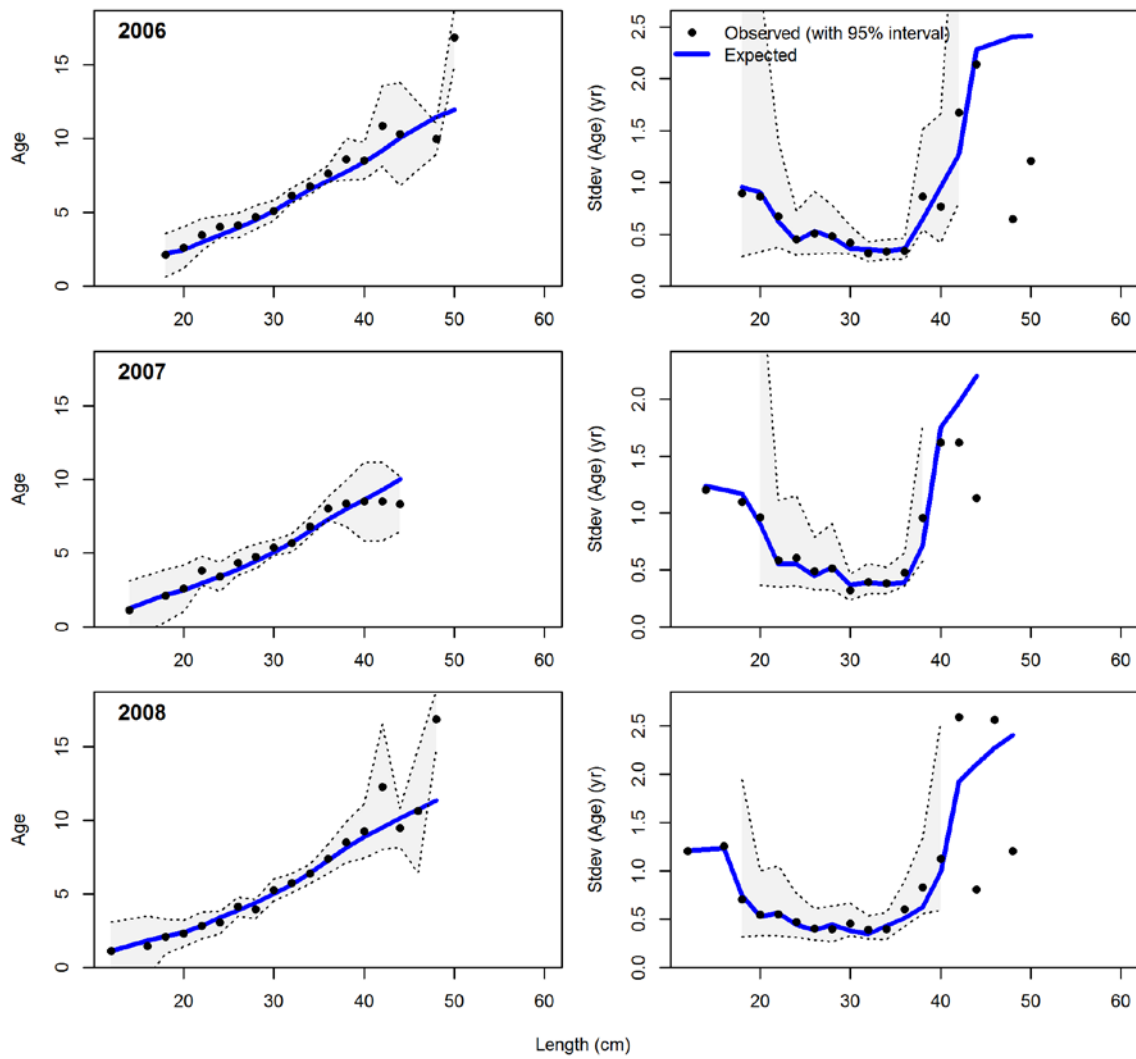 2006
Age
0 5 10 15
20 30 40 50 60
Observed (with 95% interval)
Expected
Stdev (Age) (yr)
0.0 0.5 1.0 1.5 2.0 2.5
20 30 40 50 60
2007
Age
0 5 10 15
20 30 40 50 60
Stdev (Age) (yr)
0.0 0.5 1.0 1.5 2.0
20 30 40 50 60
2008
Age
0 5 10 15
20 30 40 50 60
Stdev (Age) (yr)
0.0 0.5 1.0 1.5 2.0 2.5
20 30 40 50 60
Length (cm)